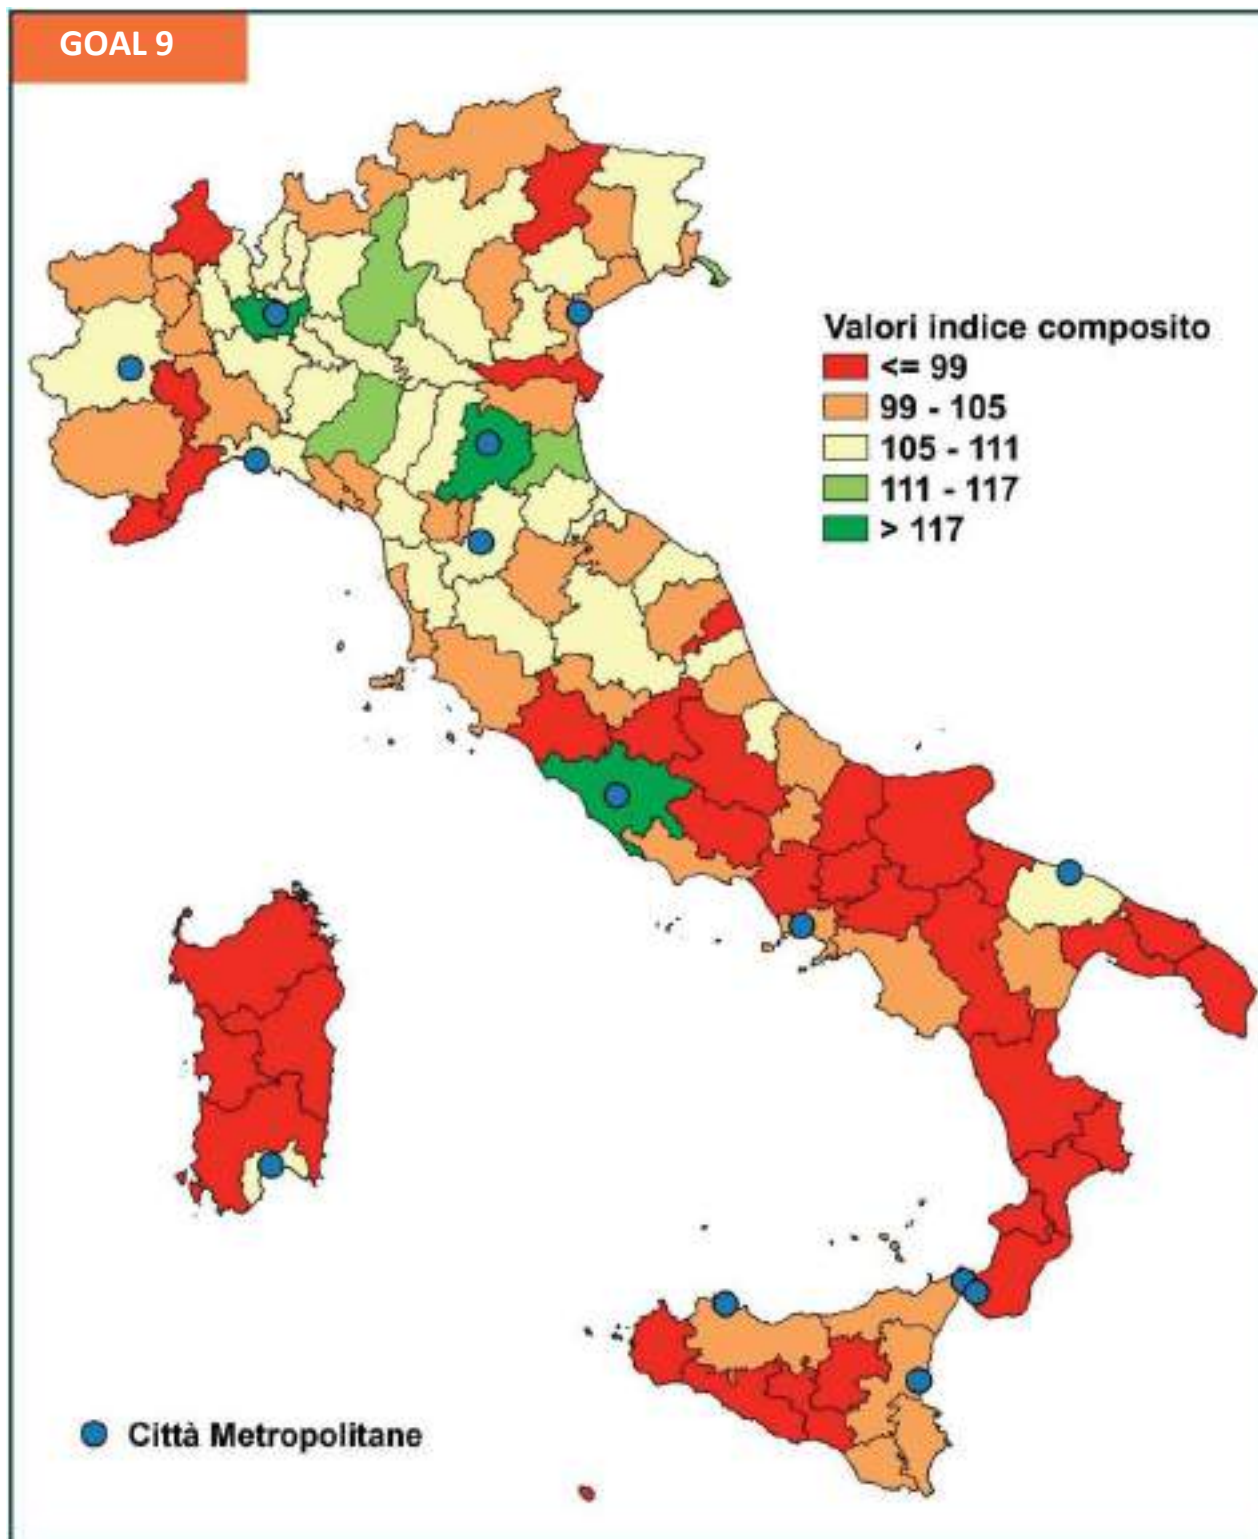 GOAL 9
Valori indice composito
<= 99
99 - 105
105 - 111
111 - 117
> 117
Città Metropolitane